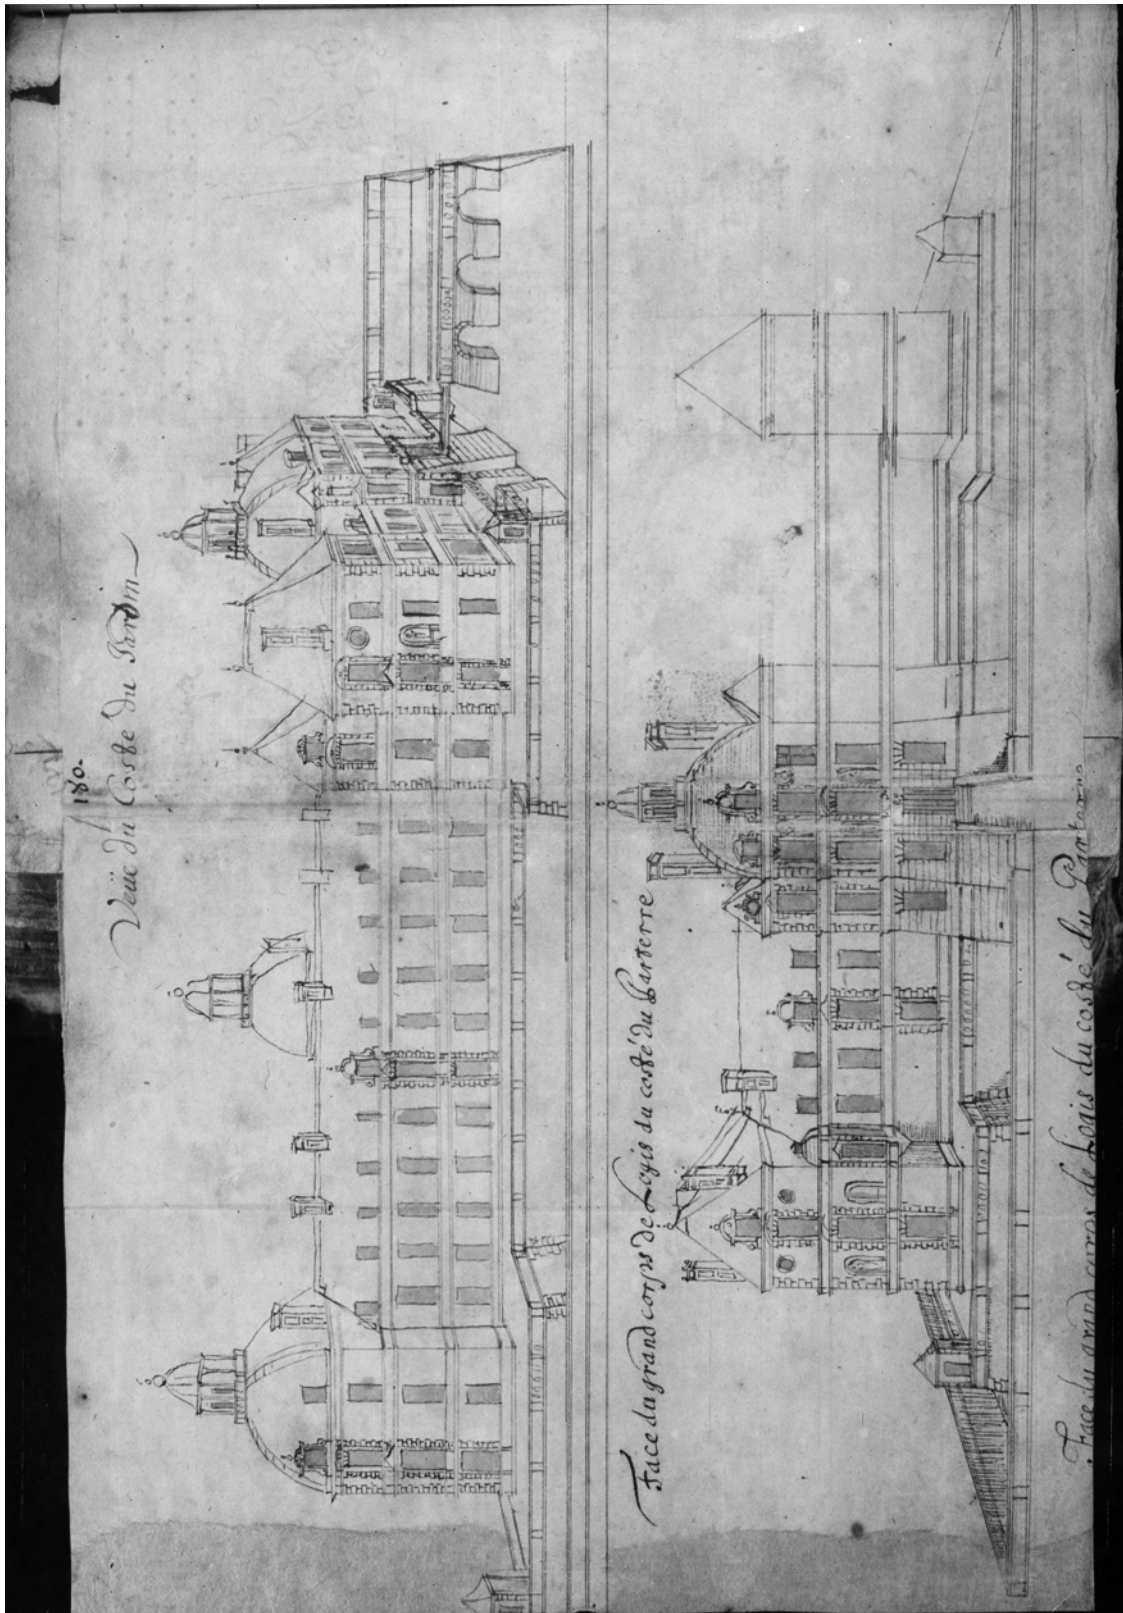 180.
Veuë du Costé du Jardin
Face du grand corps de Logis du costé du Parterre
Face du grand corps de Logis du costé du Parterre